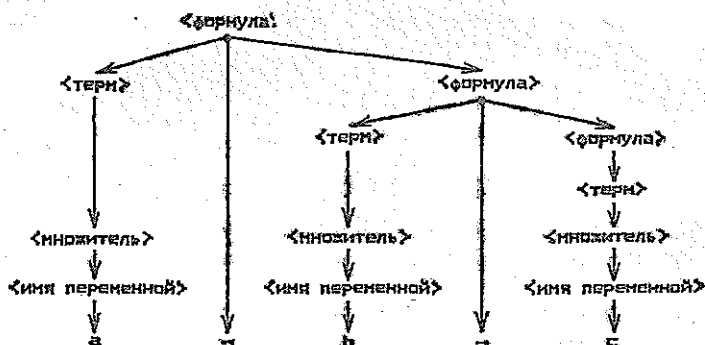 <формула>
<терм> <формула>
<терм> <формула>
<терм>
<множитель> <множитель> <множитель>
<имя переменной> <имя переменной> <имя переменной>
a b c